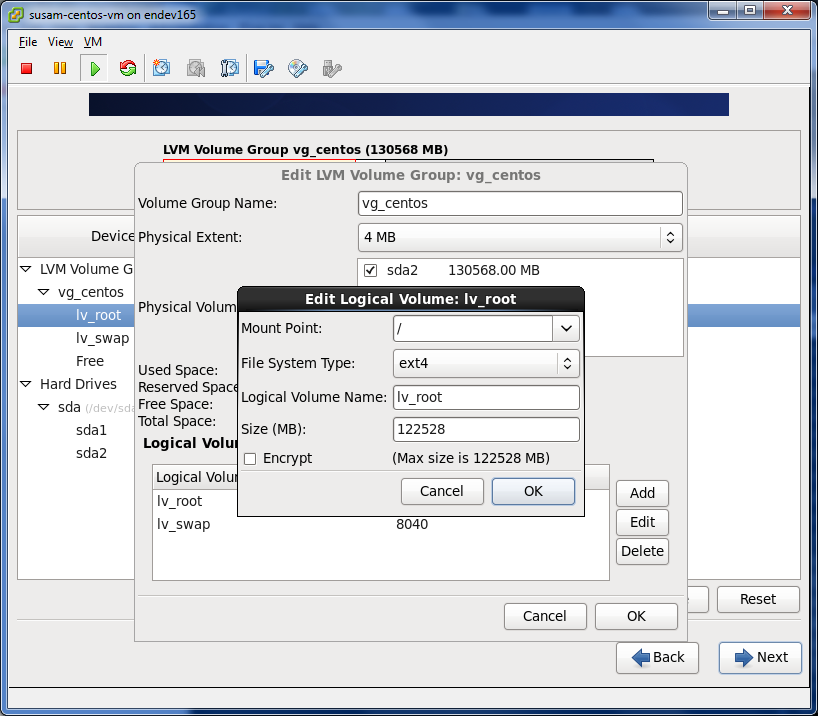 susam-centos-vm on endev165
File View VM
LVM Volume Group vg_centos (130568 MB)
Edit LVM Volume Group: vg_centos
Volume Group Name: vg_centos
Device
Physical Extent: 4 MB
LVM Volume G
sda2 130568.00 MB
vg_centos
Edit Logical Volume: lv_root
Physical Volum
lv_root
Mount Point: /
lv_swap
Free
File System Type: ext4
Used Space:
Hard Drives
Reserved Space
Logical Volume Name: lv_root
Free Space:
sda (/dev/sda
Total Space:
sda1
Size (MB): 122528
Logical Volu
sda2
Encrypt (Max size is 122528 MB)
Logical Volu
Cancel OK
Add
lv_root
lv_swap 8040
Edit
Delete
Reset
Cancel OK
Back Next